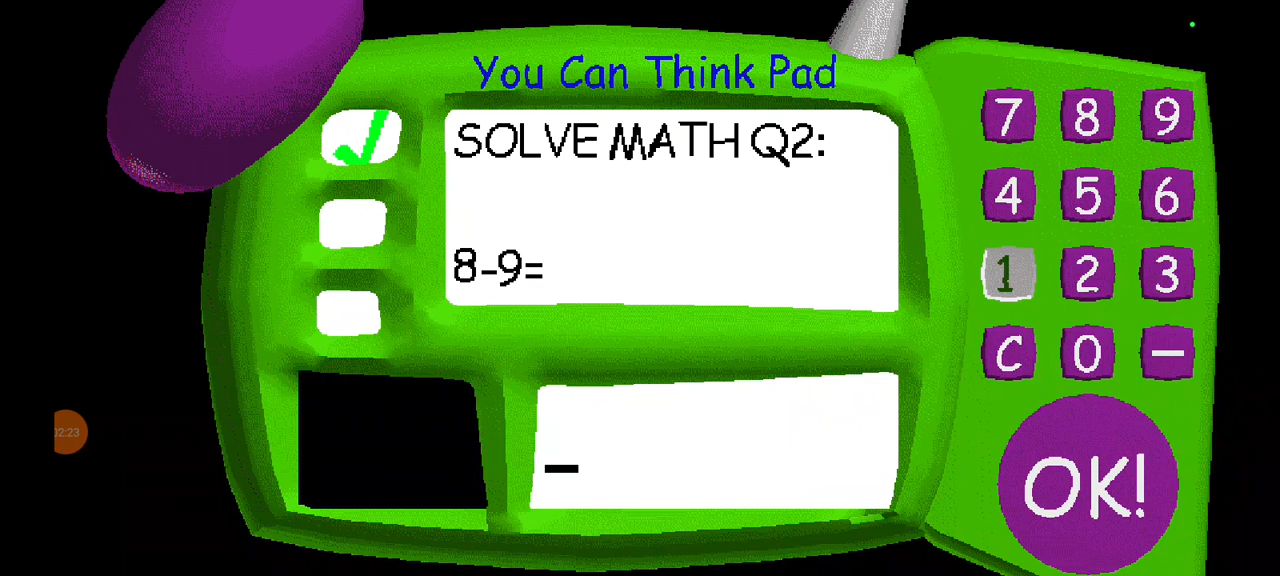 You Can Think Pad
SOLVE MATH Q2:
8-9=
–
7 8 9
4 5 6
1 2 3
C 0 –
OK!
02:23